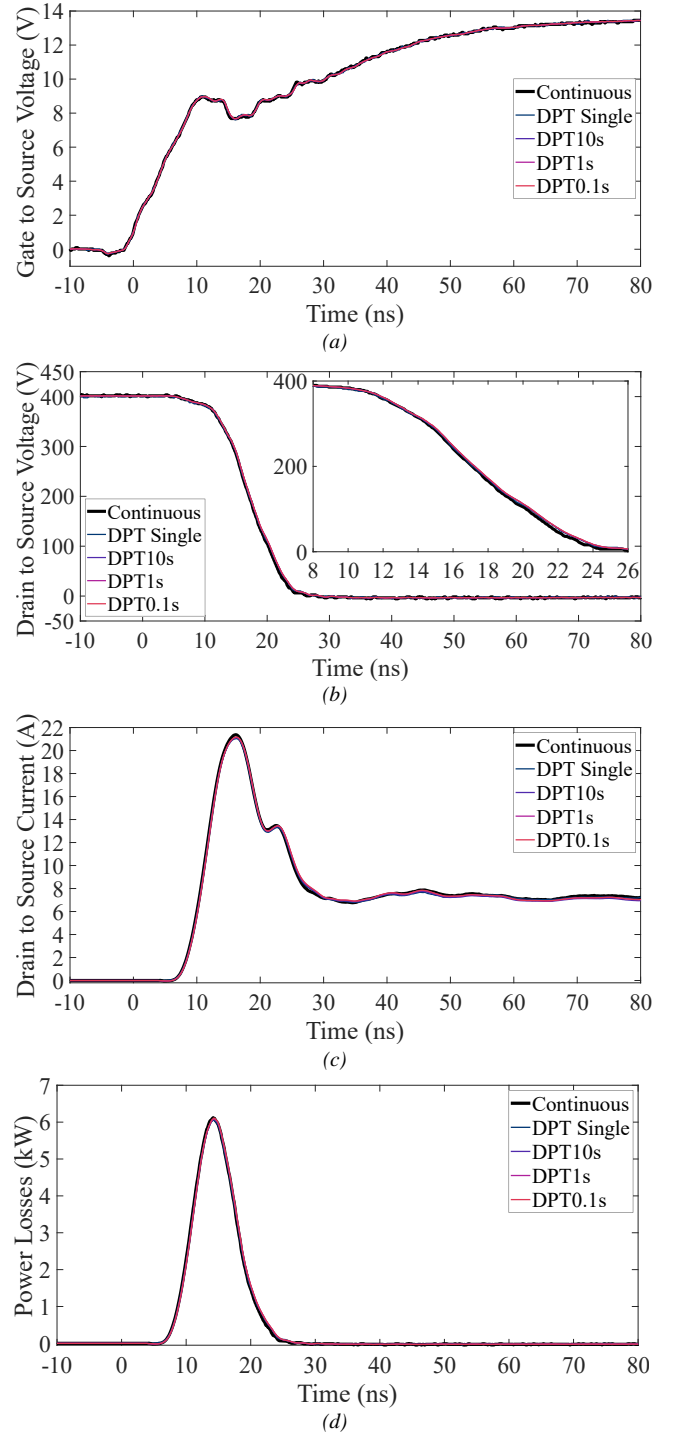 14
12
10
8
6
4
2
0
Gate to Source Voltage (V)
Continuous
DPT Single
DPT10s
DPT1s
DPT0.1s
-10 0 10 20 30 40 50 60 70 80
Time (ns)
(a)
450
400
300
200
100
0
-50
Drain to Source Voltage (V)
400
200
0
8 10 12 14 16 18 20 22 24 26
Continuous
DPT Single
DPT10s
DPT1s
DPT0.1s
-10 0 10 20 30 40 50 60 70 80
Time (ns)
(b)
22
20
18
16
14
12
10
8
6
4
2
0
Drain to Source Current (A)
Continuous
DPT Single
DPT10s
DPT1s
DPT0.1s
-10 0 10 20 30 40 50 60 70 80
Time (ns)
(c)
7
6
5
4
3
2
1
0
Power Losses (kW)
Continuous
DPT Single
DPT10s
DPT1s
DPT0.1s
-10 0 10 20 30 40 50 60 70 80
Time (ns)
(d)